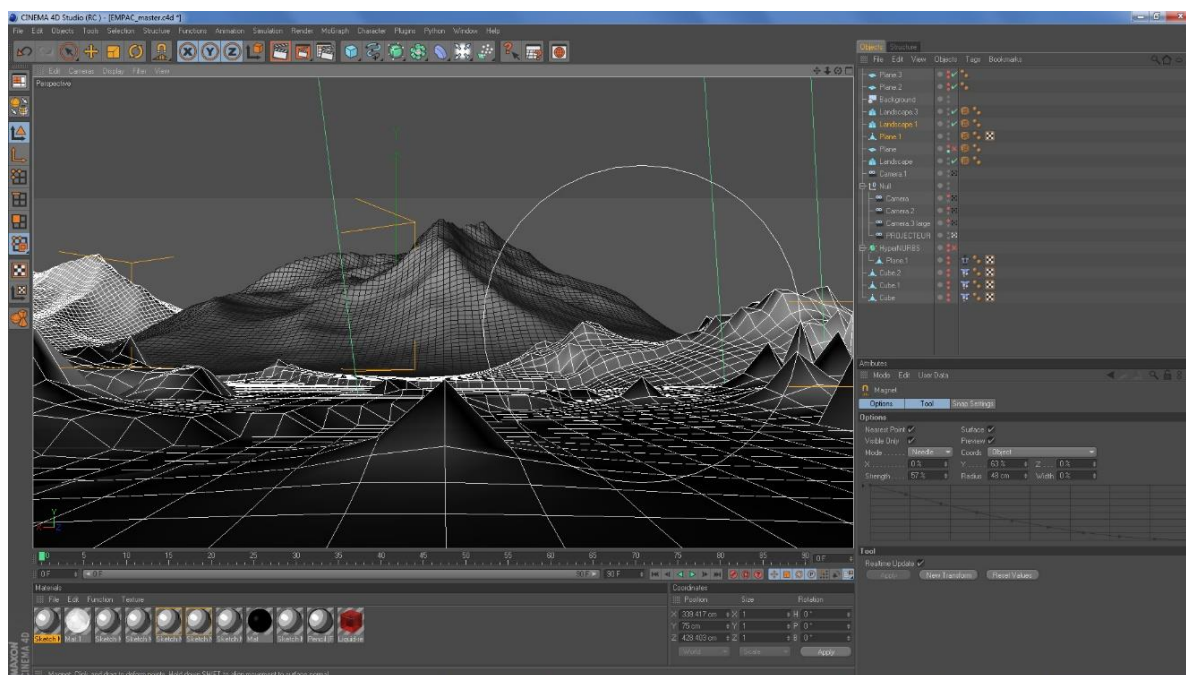 CINEMA 4D Studio (RC ) - [EMPAC_master.c4d *]
File Edit Objects Tools Selection Structure Functions Animation Simulation Render MoGraph Character Plugins Python Window Help
Edit Cameras Display Filter View
Perspective
Objects Structure
File Edit View Objects Tags Bookmarks
Plane.3
Plane.2
Background
Landscape.3
Landscape.1
Plane.1
Plane
Landscape
Camera.1
Null
Camera
Camera.2
Camera.3 large
PROJECTEUR
HyperNURBS
Plane.1
Cube.2
Cube.1
Cube
Attributes
Mode Edit User Data
Magnet
Options Tool Snap Settings
Options
Nearest Point Surface
Visible Only Preview
Mode Needle Coords Object
X 0 % Y 63 % Z 0 %
Strength 57 % Radius 48 cm Width 0 %
Tool
Realtime Update
Apply New Transform Reset Values
0 5 10 15 20 25 30 35 40 45 50 55 60 65 70 75 80 85 90 0 F
0 F 0 F 90 F 90 F
Materials
File Edit Function Texture
Sketch Mat.1 Sketch Sketch Sketch Sketch Sketch Mat Sketch Pencil Liquifire
Coordinates
Position Size Rotation
X 339.417 cm X 1 H 0 °
Y 75 cm Y 1 P 0 °
Z 428.403 cm Z 1 B 0 °
World Scale Apply
MAXON
CINEMA 4D
Magnet: Click and drag to deform points. Hold down SHIFT to align movement to surface normal